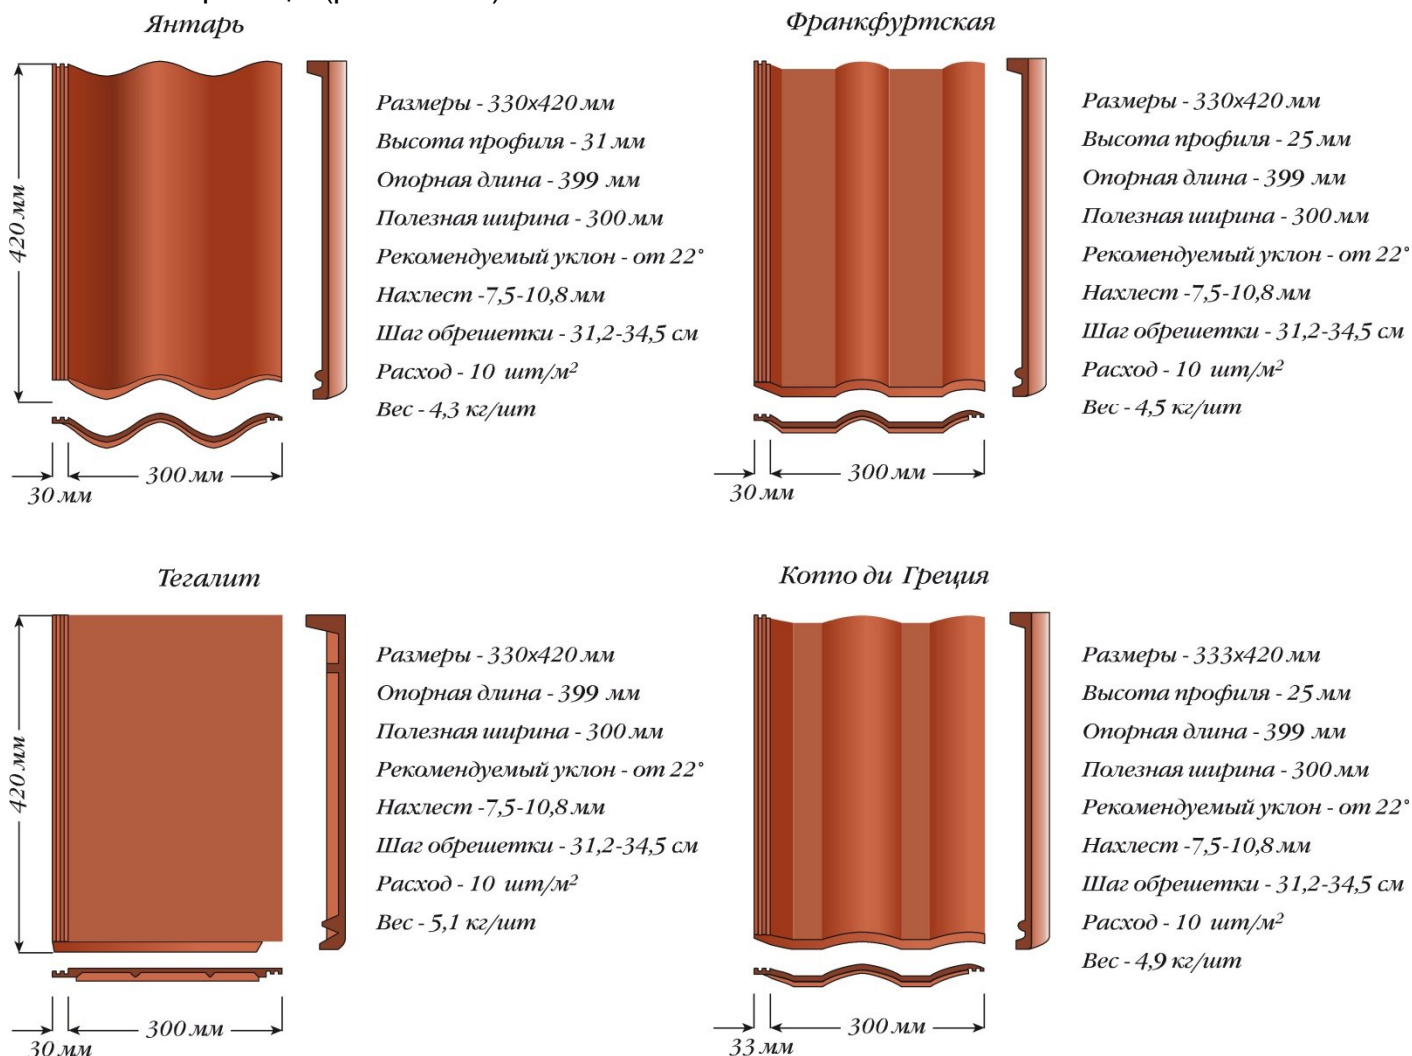 Янтарь
420 мм
Размеры - 330x420 мм
Высота профиля - 31 мм
Опорная длина - 399 мм
Полезная ширина - 300 мм
Рекомендуемый уклон - от 22°
Нахлест -7,5-10,8 мм
Шаг обрешетки - 31,2-34,5 см
Расход - 10 шт/м²
Вес - 4,3 кг/шт
300 мм
30 мм
Франкфуртская
Размеры - 330x420 мм
Высота профиля - 25 мм
Опорная длина - 399 мм
Полезная ширина - 300 мм
Рекомендуемый уклон - от 22°
Нахлест -7,5-10,8 мм
Шаг обрешетки - 31,2-34,5 см
Расход - 10 шт/м²
Вес - 4,5 кг/шт
300 мм
30 мм
Тегалит
420 мм
Размеры - 330x420 мм
Опорная длина - 399 мм
Полезная ширина - 300 мм
Рекомендуемый уклон - от 22°
Нахлест -7,5-10,8 мм
Шаг обрешетки - 31,2-34,5 см
Расход - 10 шт/м²
Вес - 5,1 кг/шт
300 мм
30 мм
Коппо ди Греция
Размеры - 333x420 мм
Высота профиля - 25 мм
Опорная длина - 399 мм
Полезная ширина - 300 мм
Рекомендуемый уклон - от 22°
Нахлест -7,5-10,8 мм
Шаг обрешетки - 31,2-34,5 см
Расход - 10 шт/м²
Вес - 4,9 кг/шт
300 мм
33 мм